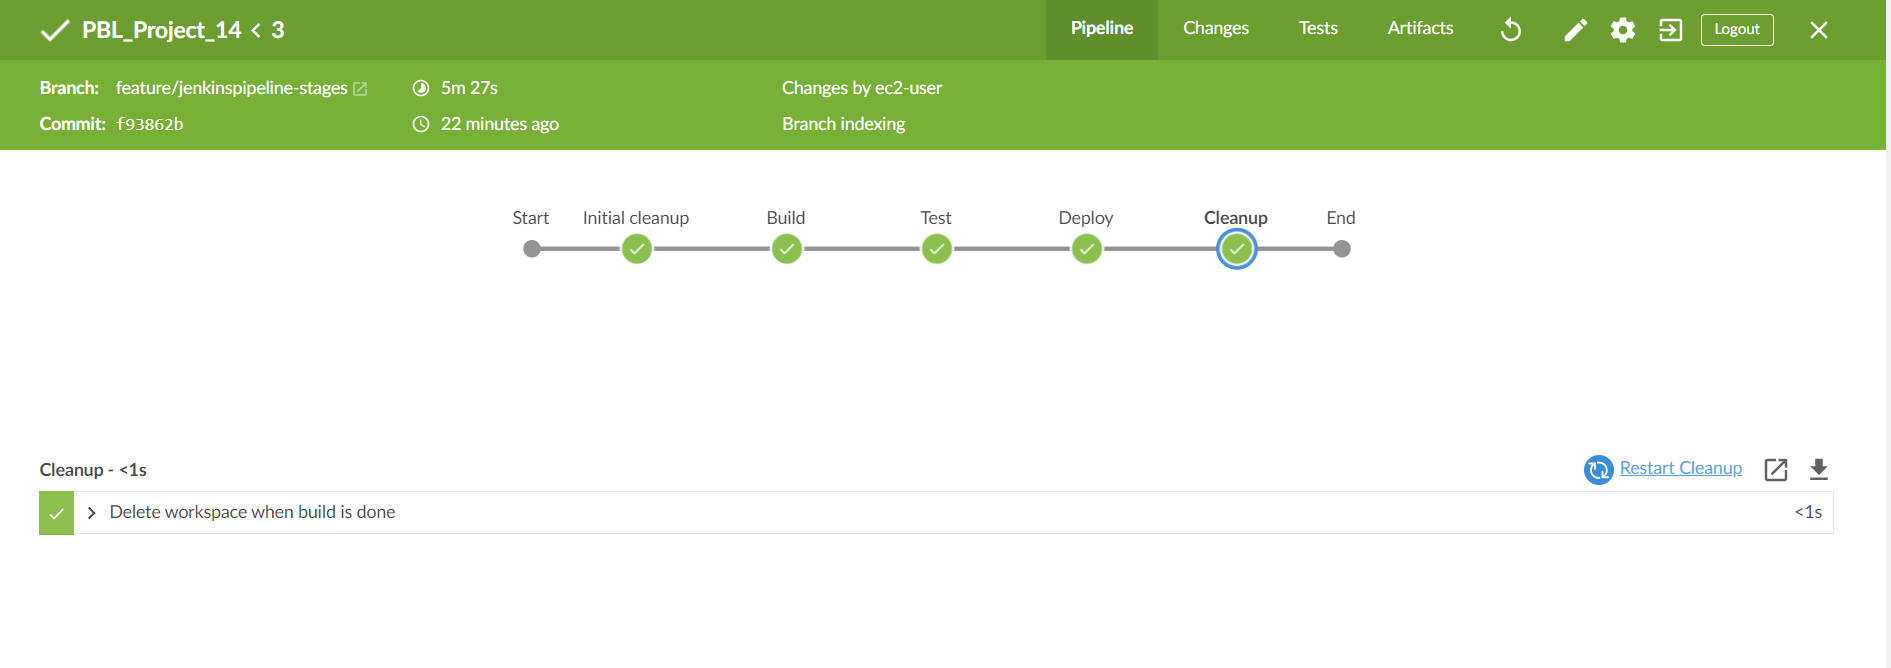 PBL_Project_14 < 3
Pipeline
Changes
Tests
Artifacts
Logout
Branch: feature/jenkinspipeline-stages
5m 27s
Changes by ec2-user
Commit: f93862b
22 minutes ago
Branch indexing
Start
Initial cleanup
Build
Test
Deploy
Cleanup
End
Cleanup - <1s
Restart Cleanup
Delete workspace when build is done
<1s